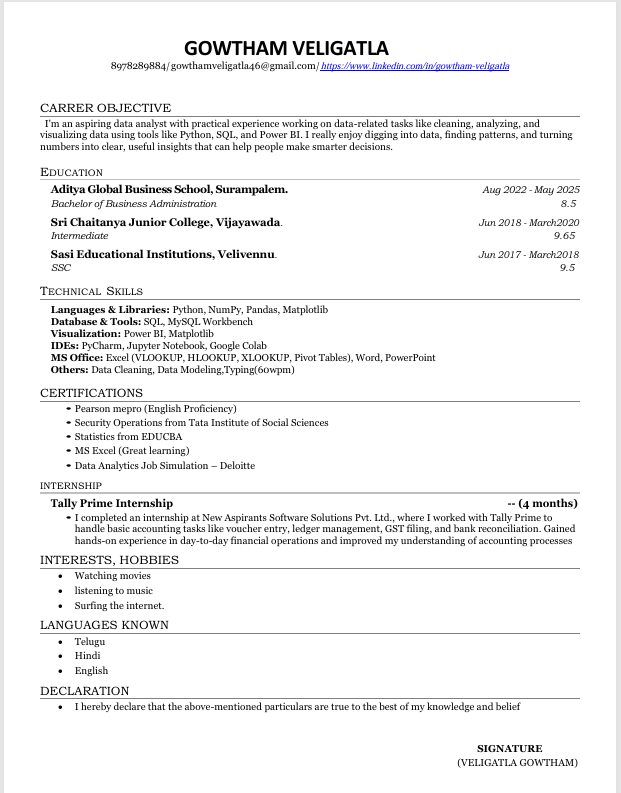 GOWTHAM VELIGATLA
8978289884/gowthamveligatla46@gmail.com/https://www.linkedin.com/in/gowtham-veligatla
CARRER OBJECTIVE
I'm an aspiring data analyst with practical experience working on data-related tasks like cleaning, analyzing, and
visualizing data using tools like Python, SQL, and Power BI. I really enjoy digging into data, finding patterns, and turning
numbers into clear, useful insights that can help people make smarter decisions.
EDUCATION
Aditya Global Business School, Surampalem. Aug 2022 - May 2025
Bachelor of Business Administration 8.5
Sri Chaitanya Junior College, Vijayawada. Jun 2018 - March2020
Intermediate 9.65
Sasi Educational Institutions, Velivennu. Jun 2017 - March2018
SSC 9.5
TECHNICAL SKILLS
Languages & Libraries: Python, NumPy, Pandas, Matplotlib
Database & Tools: SQL, MySQL Workbench
Visualization: Power BI, Matplotlib
IDEs: PyCharm, Jupyter Notebook, Google Colab
MS Office: Excel (VLOOKUP, HLOOKUP, XLOOKUP, Pivot Tables), Word, PowerPoint
Others: Data Cleaning, Data Modeling,Typing(60wpm)
CERTIFICATIONS
• Pearson mepro (English Proficiency)
• Security Operations from Tata Institute of Social Sciences
• Statistics from EDUCBA
• MS Excel (Great learning)
• Data Analytics Job Simulation – Deloitte
INTERNSHIP
Tally Prime Internship -- (4 months)
• I completed an internship at New Aspirants Software Solutions Pvt. Ltd., where I worked with Tally Prime to
handle basic accounting tasks like voucher entry, ledger management, GST filing, and bank reconciliation. Gained
hands-on experience in day-to-day financial operations and improved my understanding of accounting processes
INTERESTS, HOBBIES
• Watching movies
• listening to music
• Surfing the internet.
LANGUAGES KNOWN
• Telugu
• Hindi
• English
DECLARATION
• I hereby declare that the above-mentioned particulars are true to the best of my knowledge and belief
SIGNATURE
(VELIGATLA GOWTHAM)